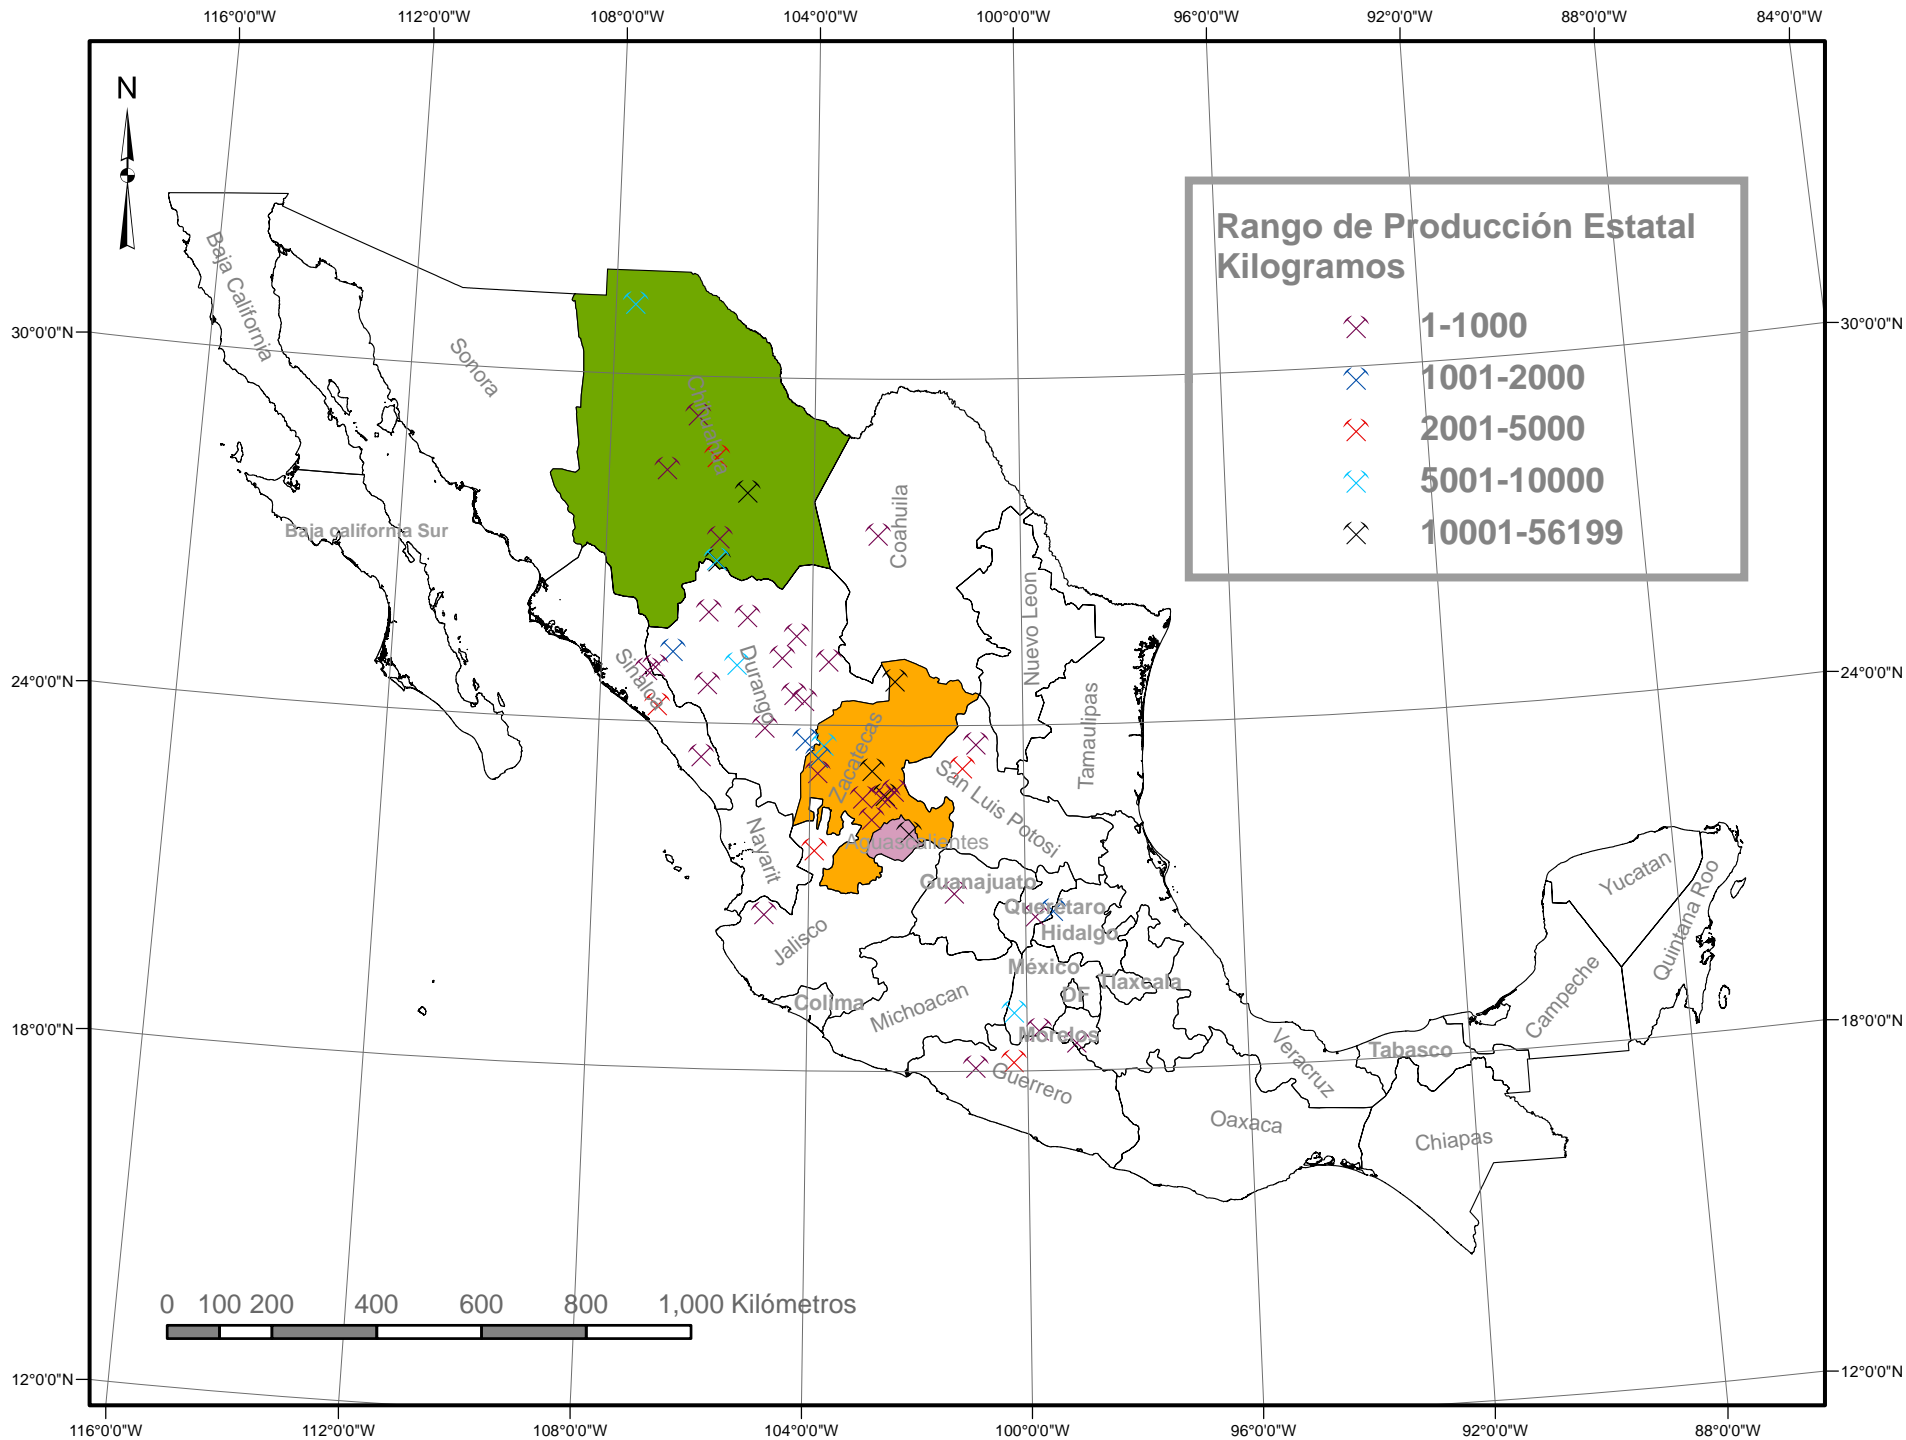 116°0'0"W 112°0'0"W 108°0'0"W 104°0'0"W 100°0'0"W 96°0'0"W 92°0'0"W 88°0'0"W 84°0'0"W
N
Rango de Producción Estatal
Kilogramos
1-1000
1001-2000
2001-5000
5001-10000
10001-56199
30°0'0"N 30°0'0"N
24°0'0"N 24°0'0"N
18°0'0"N 18°0'0"N
12°0'0"N 12°0'0"N
Baja California
Sonora
Chihuahua
Baja california Sur
Coahuila
Nuevo Leon
Sinaloa
Durango
Tamaulipas
Zacatecas
San Luis Potosi
Nayarit
Aguascalientes
Guanajuato
Queretaro
Hidalgo
Jalisco
México
Tlaxcala
DF
Colima
Michoacan
Morelos
Guerrero
Veracruz
Tabasco
Oaxaca
Chiapas
Campeche
Yucatan
Quintana Roo
0 100 200 400 600 800 1,000 Kilómetros
116°0'0"W 112°0'0"W 108°0'0"W 104°0'0"W 100°0'0"W 96°0'0"W 92°0'0"W 88°0'0"W